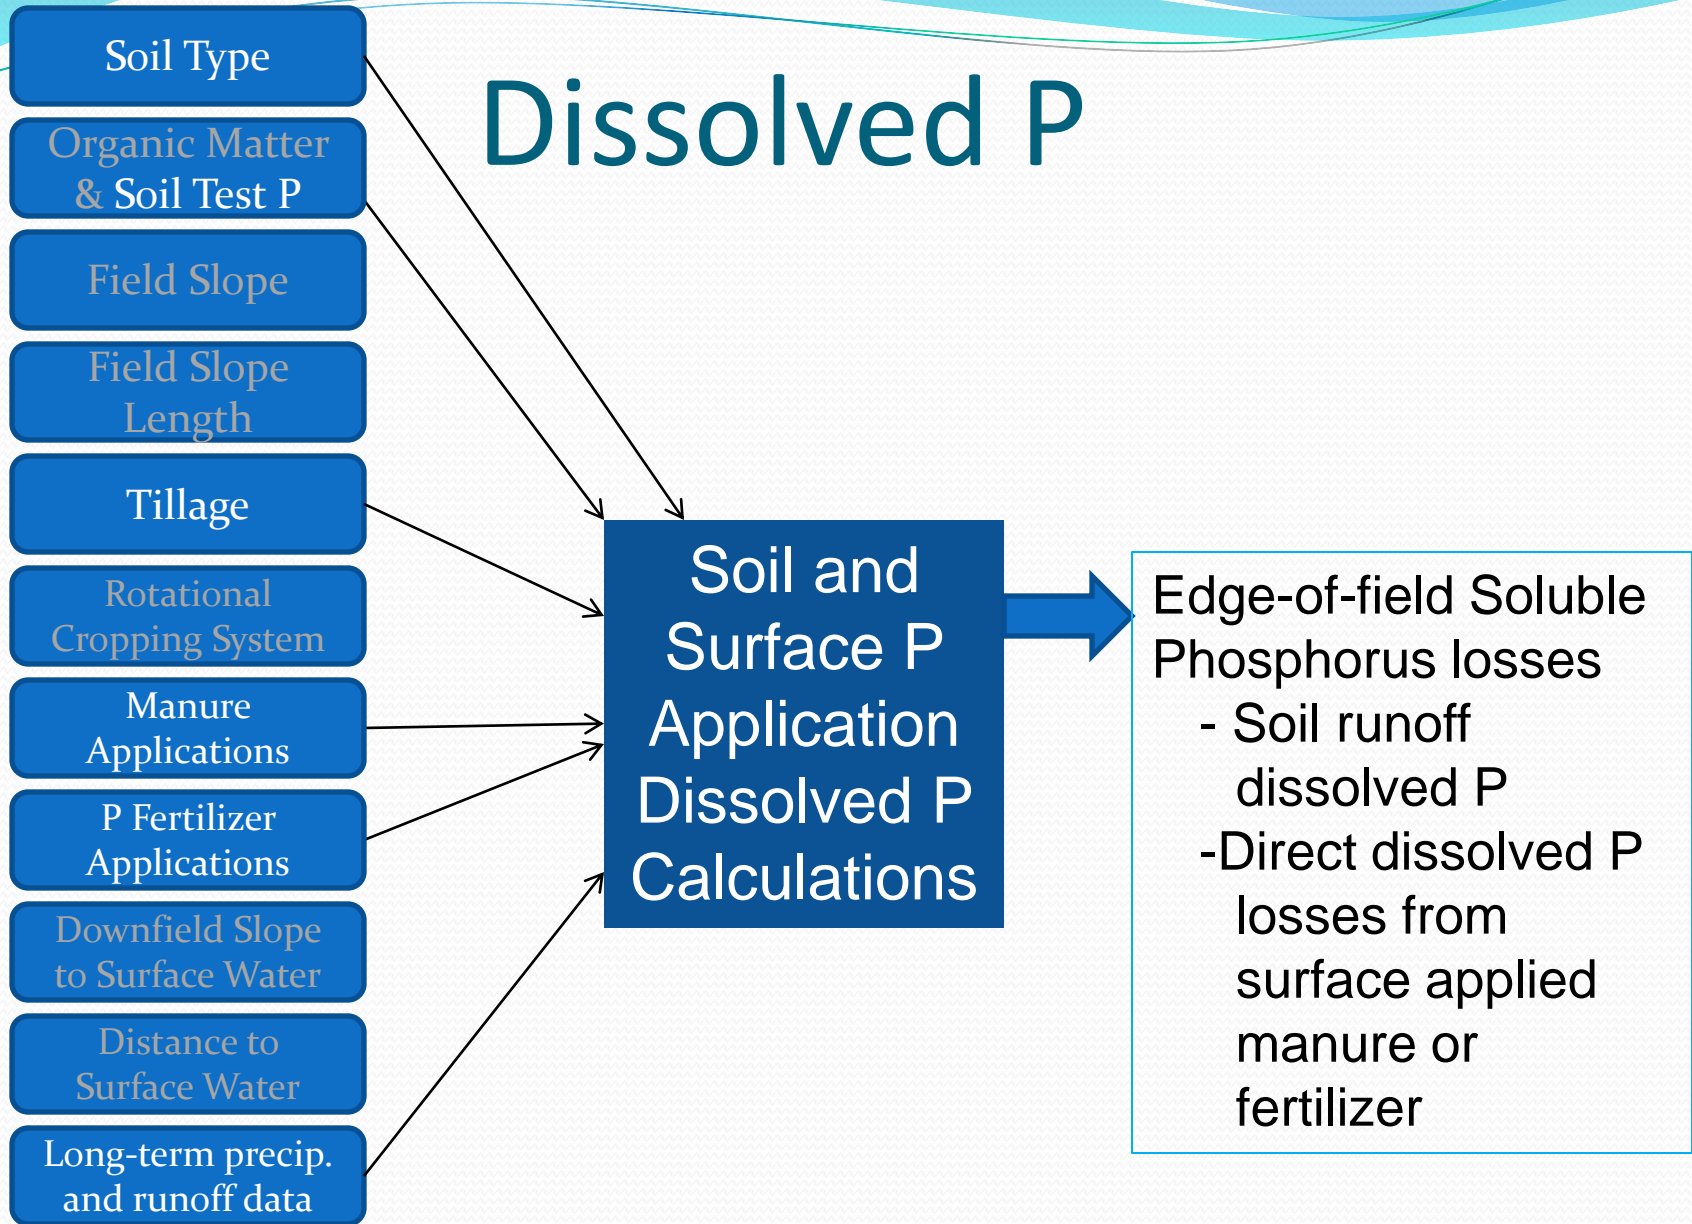 Dissolved P
Soil Type
Organic Matter
& Soil Test P
Field Slope
Field Slope
Length
Tillage
Rotational
Cropping System
Manure
Applications
P Fertilizer
Applications
Downfield Slope
to Surface Water
Distance to
Surface Water
Long-term precip.
and runoff data
Soil and
Surface P
Application
Dissolved P
Calculations
Edge-of-field Soluble
Phosphorus losses
- Soil runoff
dissolved P
-Direct dissolved P
losses from
surface applied
manure or
fertilizer